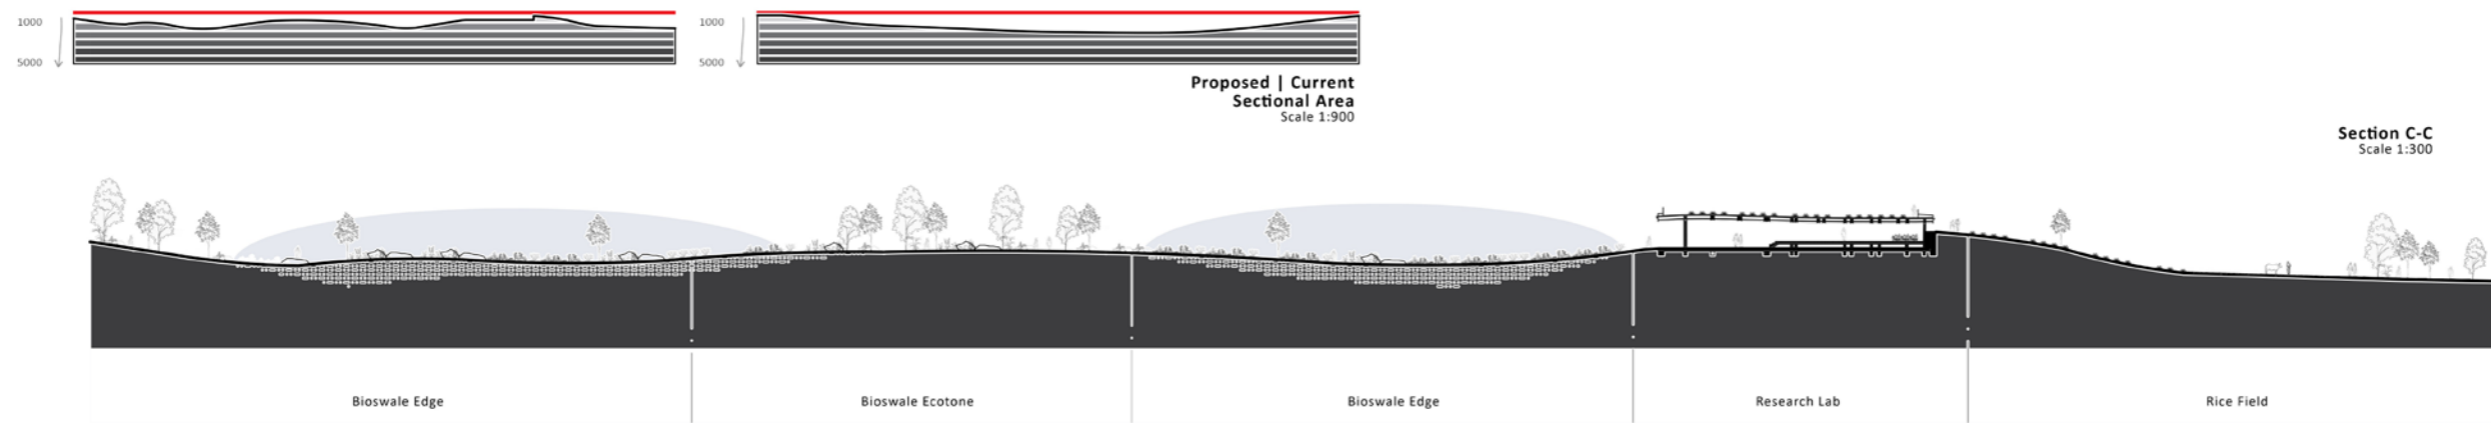 1000
5000
1000
5000
Proposed | Current
Sectional Area
Scale 1:900
Section C-C
Scale 1:300
Bioswale Edge
Bioswale Ecotone
Bioswale Edge
Research Lab
Rice Field